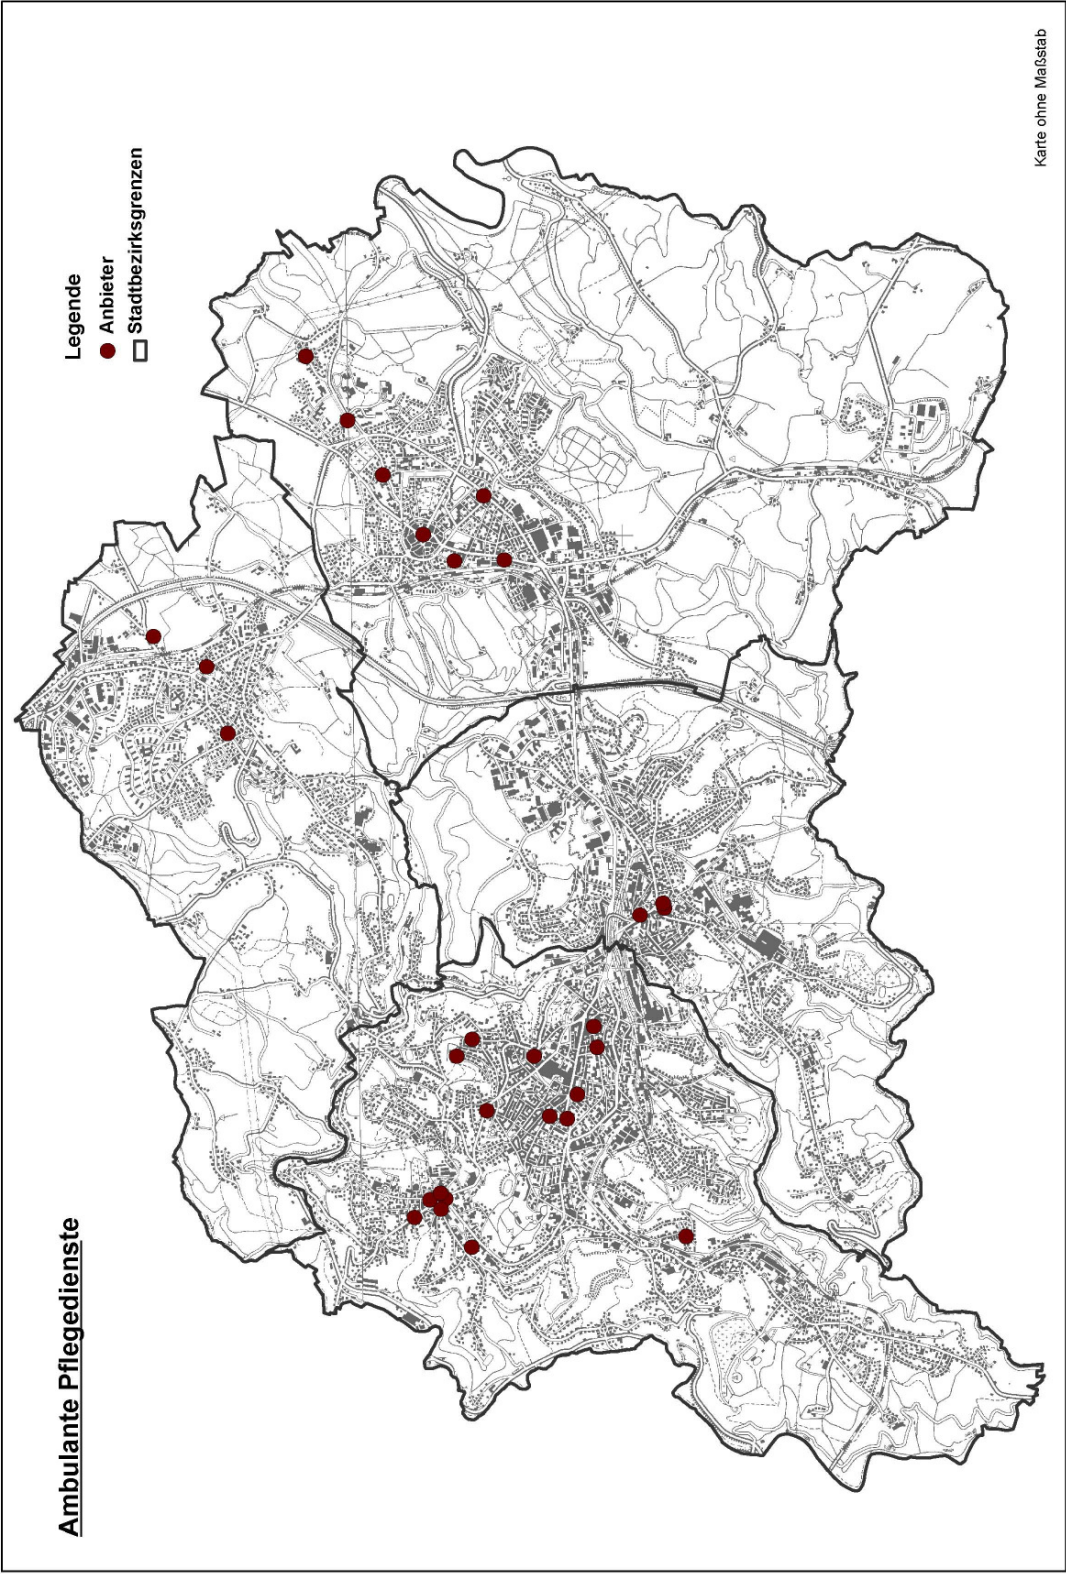 Ambulante Pflegedienste
Legende
Anbieter
Stadtbezirksgrenzen
Karte ohne Maßstab